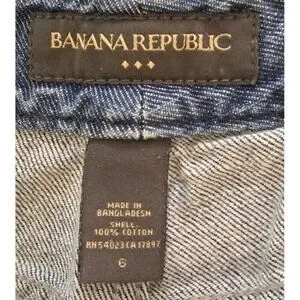 BANANA REPUBLIC
MADE IN
BANGLADESH
SHELL:
100% COTTON
RN54023CA17897
6